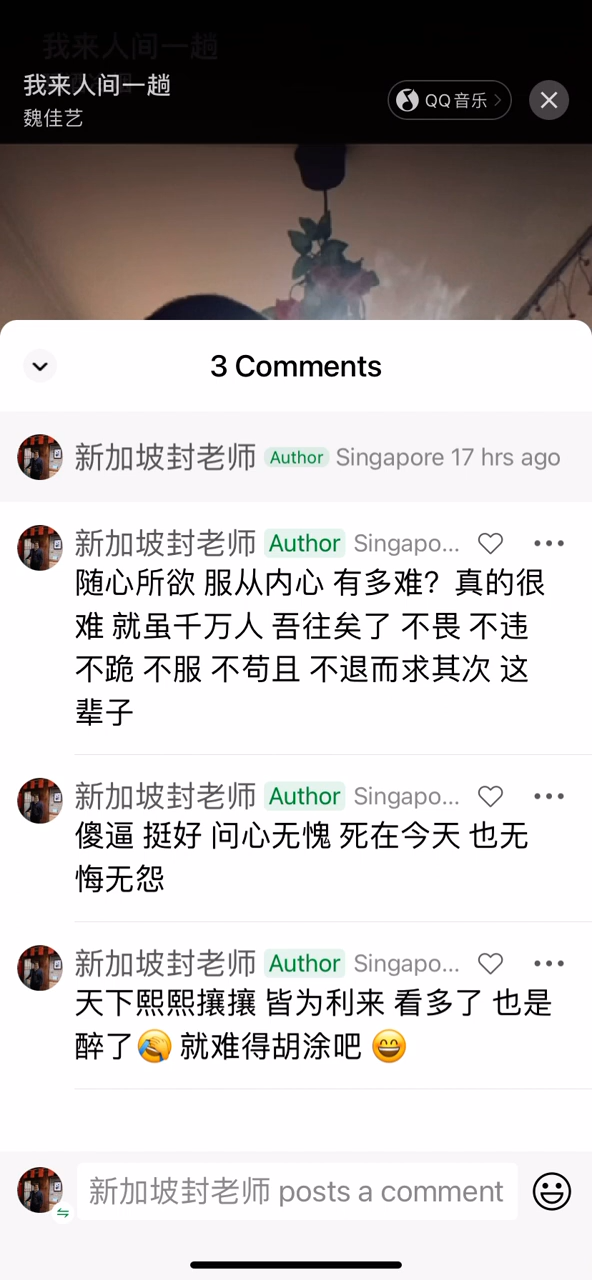 我来人间一趟
我来人间一趟
魏佳艺
QQ音乐
3 Comments
新加坡封老师 Author Singapore 17 hrs ago
新加坡封老师 Author Singapo...
随心所欲 服从内心 有多难？真的很
难 就虽千万人 吾往矣了 不畏 不违
不跪 不服 不苟且 不退而求其次 这
辈子
新加坡封老师 Author Singapo...
傻逼 挺好 问心无愧 死在今天 也无
悔无怨
新加坡封老师 Author Singapo...
天下熙熙攘攘 皆为利来 看多了 也是
醉了🤦 就难得胡涂吧 😄
新加坡封老师 posts a comment